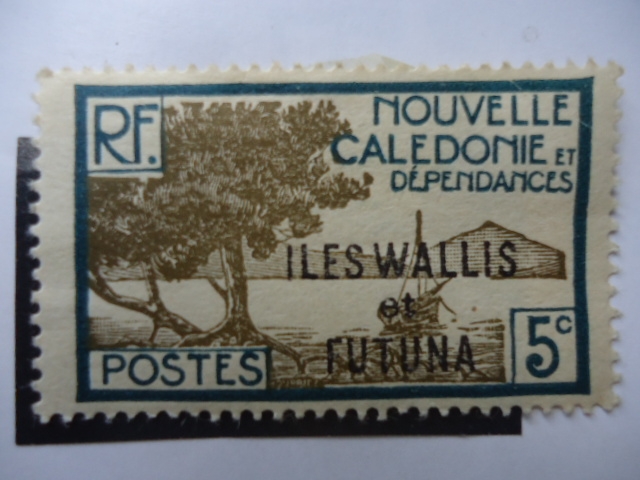 RF.
NOUVELLE
CALEDONIE ET
DÉPENDANCES
ILES WALLIS
et
FUTUNA
POSTES
5c